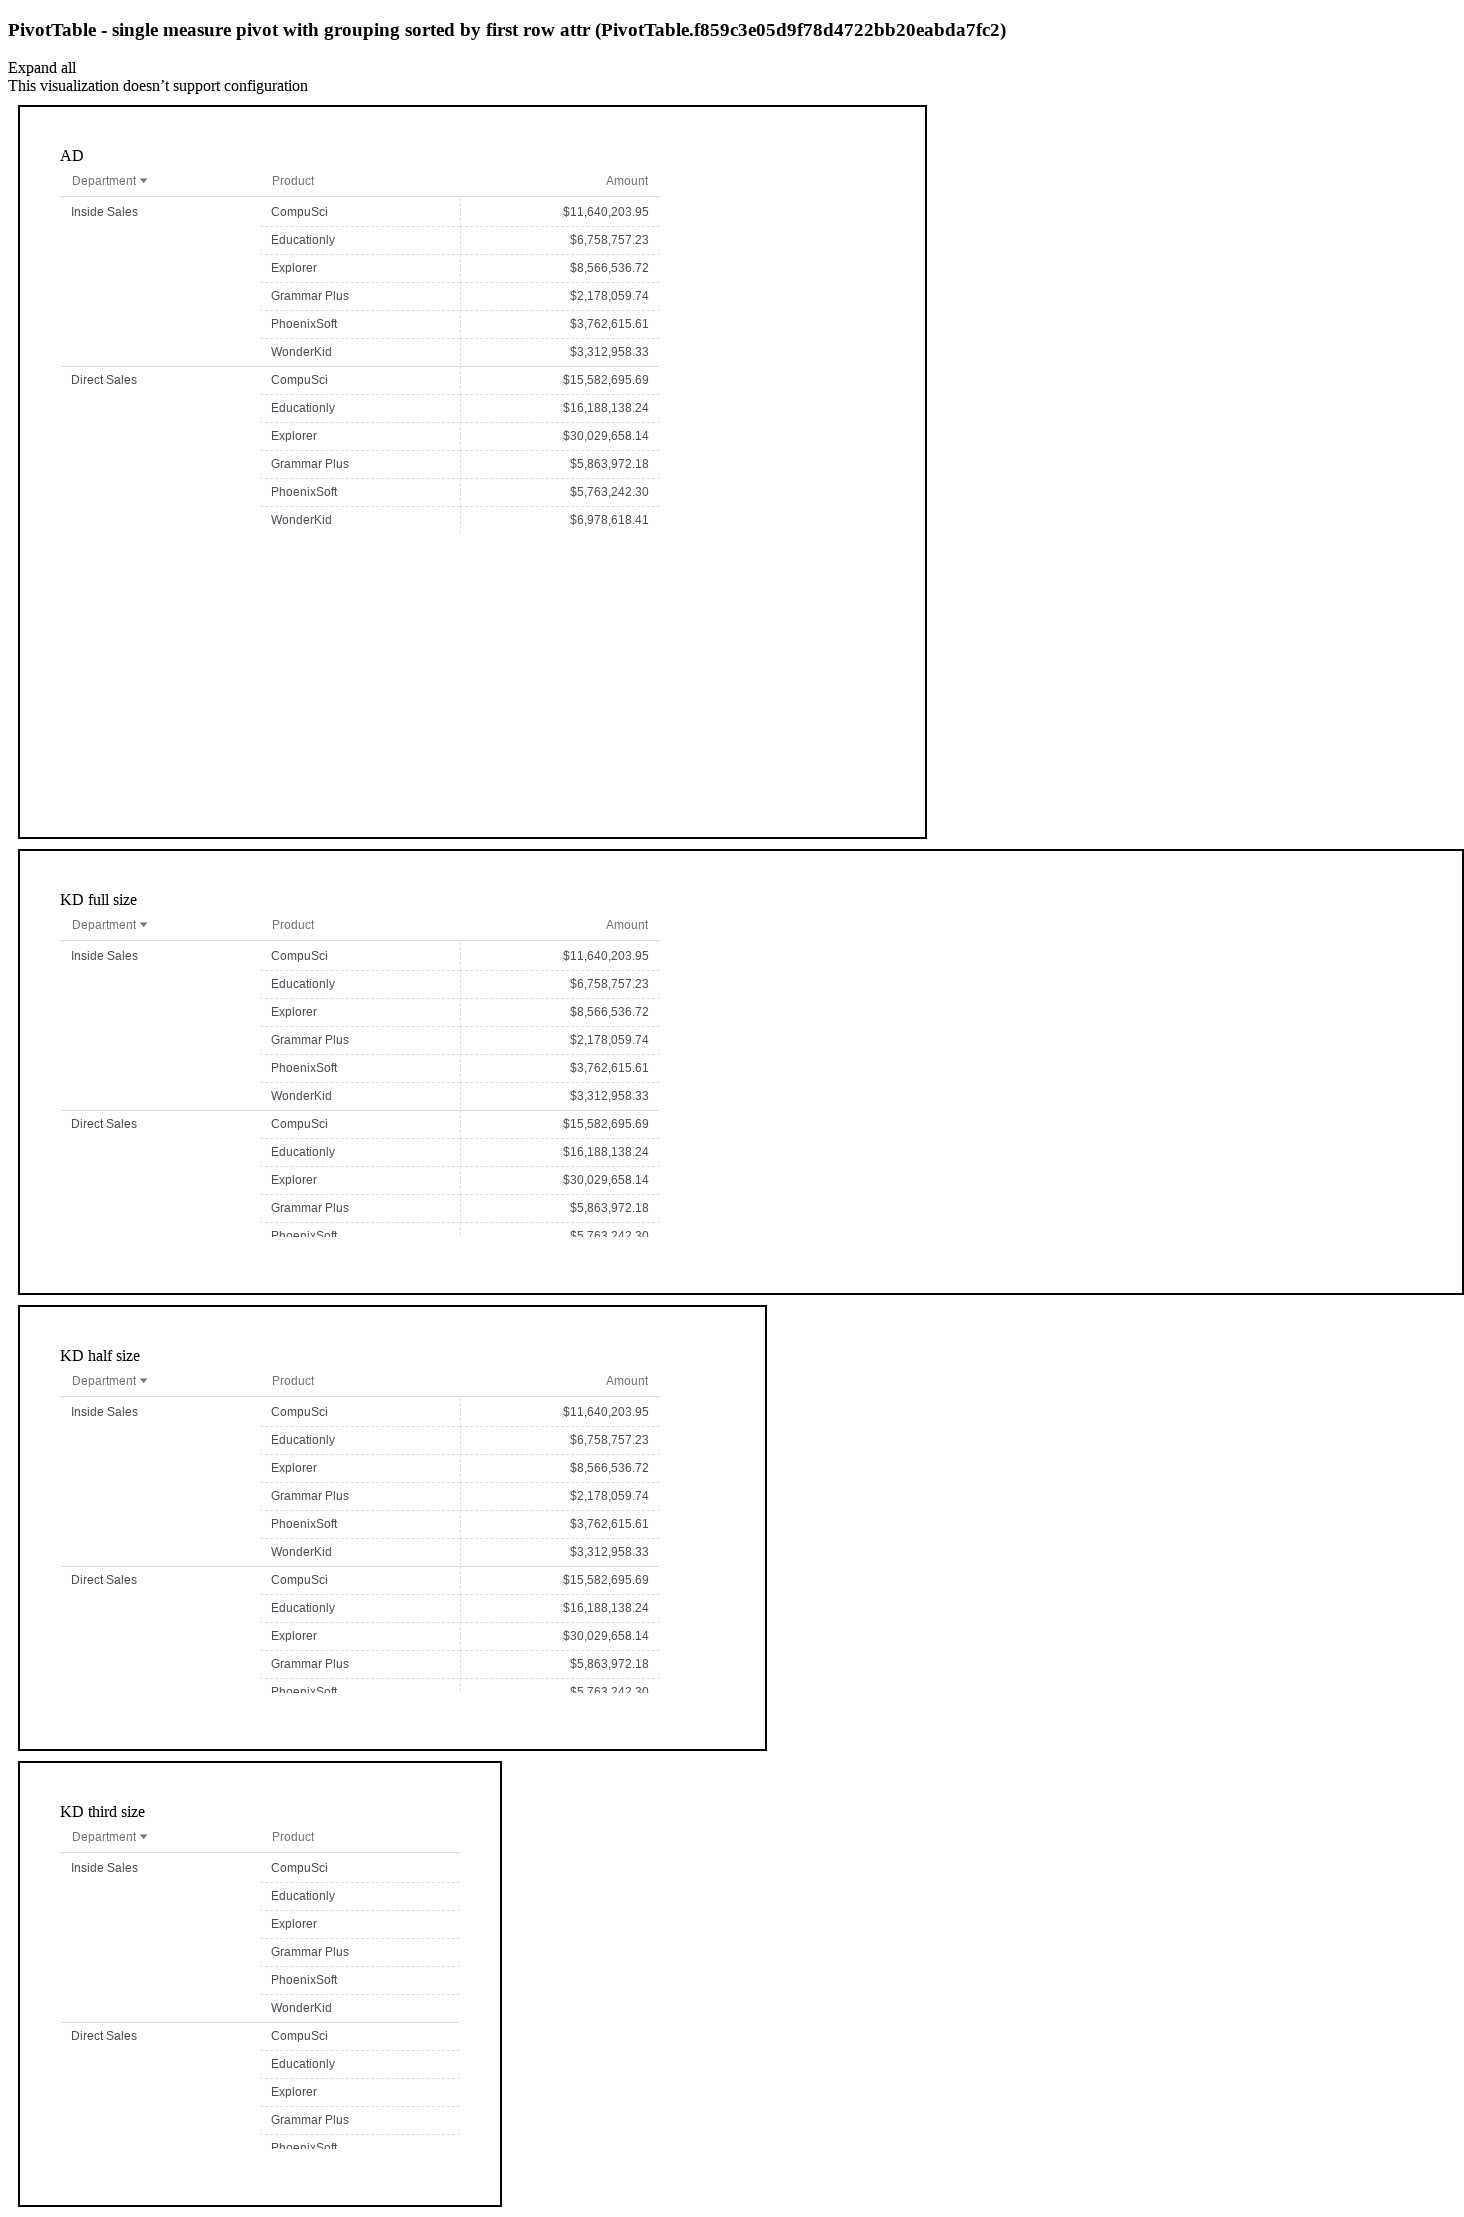 PivotTable - single measure pivot with grouping sorted by first row attr (PivotTable.f859c3e05d9f78d4722bb20eabda7fc2)
Expand all
This visualization doesn’t support configuration
AD
Department Product Amount
Inside Sales CompuSci $11,640,203.95
Educationly $6,758,757.23
Explorer $8,566,536.72
Grammar Plus $2,178,059.74
PhoenixSoft $3,762,615.61
WonderKid $3,312,958.33
Direct Sales CompuSci $15,582,695.69
Educationly $16,188,138.24
Explorer $30,029,658.14
Grammar Plus $5,863,972.18
PhoenixSoft $5,763,242.30
WonderKid $6,978,618.41
KD full size
Department Product Amount
Inside Sales CompuSci $11,640,203.95
Educationly $6,758,757.23
Explorer $8,566,536.72
Grammar Plus $2,178,059.74
PhoenixSoft $3,762,615.61
WonderKid $3,312,958.33
Direct Sales CompuSci $15,582,695.69
Educationly $16,188,138.24
Explorer $30,029,658.14
Grammar Plus $5,863,972.18
PhoenixSoft $5,763,242.30
KD half size
Department Product Amount
Inside Sales CompuSci $11,640,203.95
Educationly $6,758,757.23
Explorer $8,566,536.72
Grammar Plus $2,178,059.74
PhoenixSoft $3,762,615.61
WonderKid $3,312,958.33
Direct Sales CompuSci $15,582,695.69
Educationly $16,188,138.24
Explorer $30,029,658.14
Grammar Plus $5,863,972.18
PhoenixSoft $5,763,242.30
KD third size
Department Product
Inside Sales CompuSci
Educationly
Explorer
Grammar Plus
PhoenixSoft
WonderKid
Direct Sales CompuSci
Educationly
Explorer
Grammar Plus
PhoenixSoft